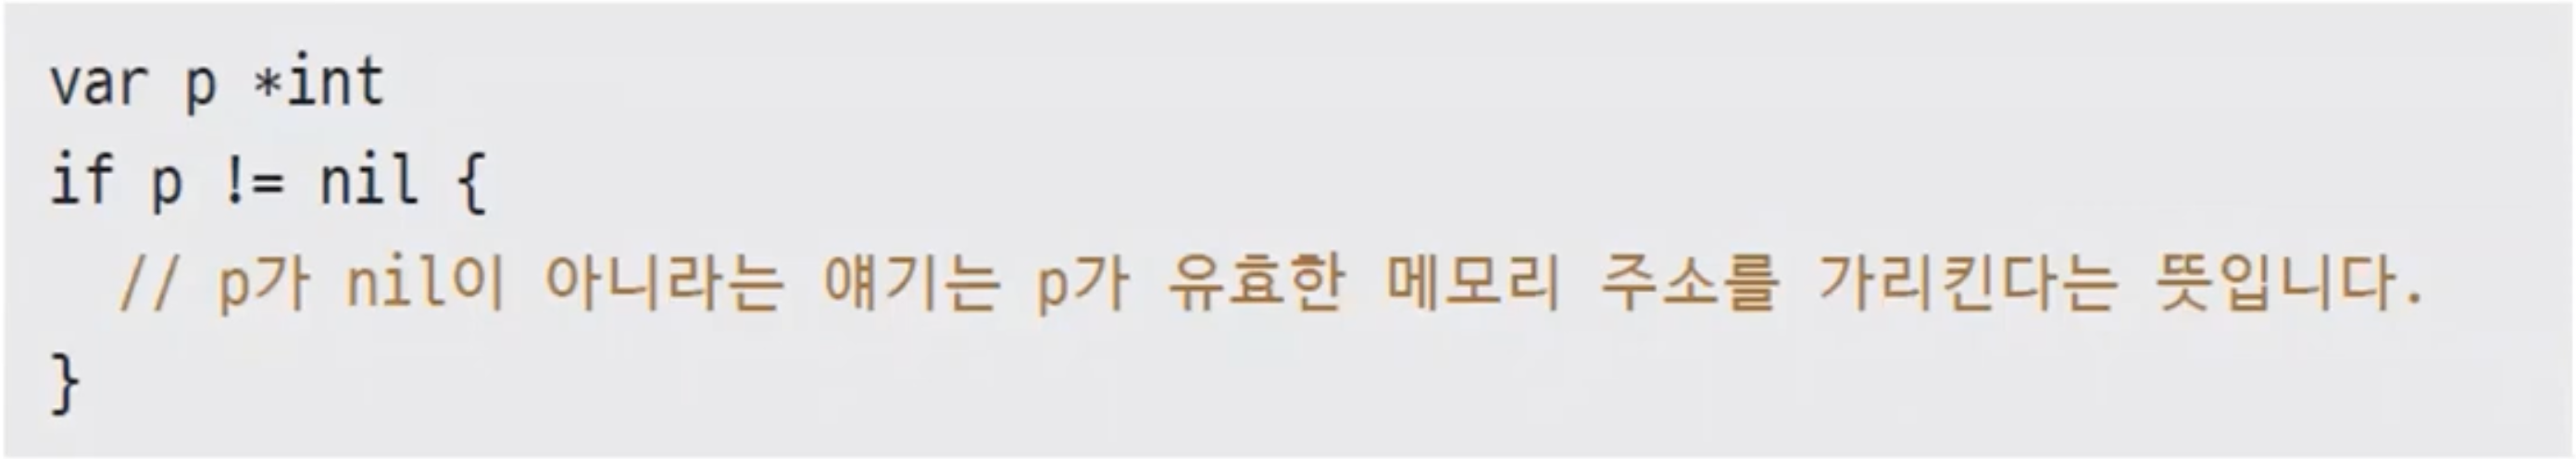 var p *int
if p != nil {
  // p가 nil이 아니라는 얘기는 p가 유효한 메모리 주소를 가리킨다는 뜻입니다.
}